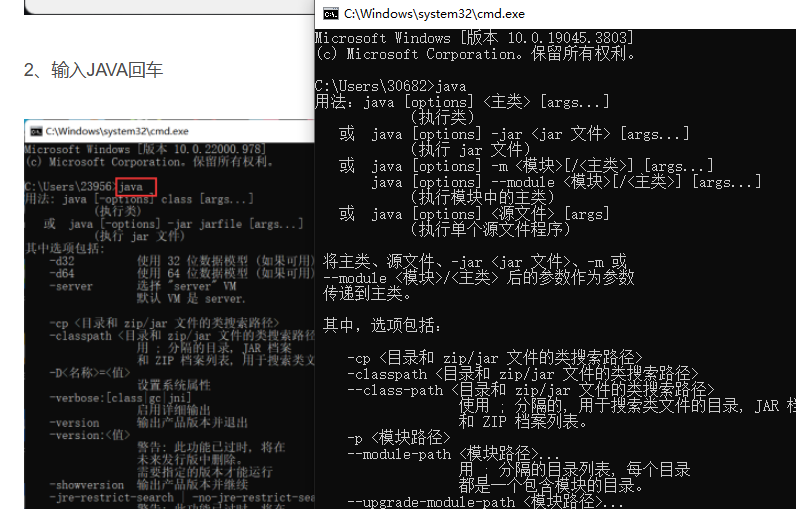 2、输入JAVA回车
C:\Windows\system32\cmd.exe
Microsoft Windows [版本 10.0.22000.978]
(c) Microsoft Corporation。保留所有权利。
C:\Users\23956>java
用法: java [-options] class [args...]
(执行类)
或 java [-options] -jar jarfile [args...]
(执行 jar 文件)
其中选项包括:
-d32 使用 32 位数据模型 (如果可用)
-d64 使用 64 位数据模型 (如果可用)
-server 选择 "server" VM
默认 VM 是 server.
-cp <目录和 zip/jar 文件的类搜索路径>
-classpath <目录和 zip/jar 文件的类搜索路径
用 ; 分隔的目录, JAR 档案
和 ZIP 档案列表, 用于搜索类文
-D<名称>=<值>
设置系统属性
-verbose:[class|gc|jni]
启用详细输出
-version 输出产品版本并退出
-version:<值>
警告: 此功能已过时, 将在
未来发行版中删除。
需要指定的版本才能运行
-showversion 输出产品版本并继续
-jre-restrict-search | -no-jre-restrict-sea
警告: 此功能已过时, 将在
C:\Windows\system32\cmd.exe
Microsoft Windows [版本 10.0.19045.3803]
(c) Microsoft Corporation。保留所有权利。
C:\Users\30682>java
用法：java [options] <主类> [args...]
(执行类)
或 java [options] -jar <jar 文件> [args...]
(执行 jar 文件)
或 java [options] -m <模块>[/<主类>] [args...]
java [options] --module <模块>[/<主类>] [args...]
(执行模块中的主类)
或 java [options] <源文件> [args]
(执行单个源文件程序)
将主类、源文件、-jar <jar 文件>、-m 或
--module <模块>/<主类> 后的参数作为参数
传递到主类。
其中，选项包括：
-cp <目录和 zip/jar 文件的类搜索路径>
-classpath <目录和 zip/jar 文件的类搜索路径>
--class-path <目录和 zip/jar 文件的类搜索路径>
使用 ; 分隔的, 用于搜索类文件的目录, JAR 档
和 ZIP 档案列表。
-p <模块路径>
--module-path <模块路径>...
用 ; 分隔的目录列表, 每个目录
都是一个包含模块的目录。
--upgrade-module-path <模块路径>...